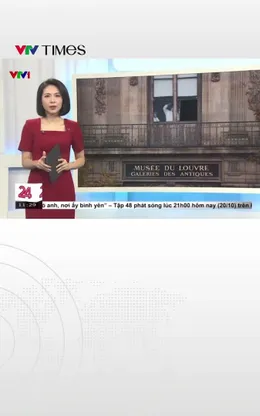 VTV TIMES
VTV1
MUSÉE DU LOUVRE
GALERIES DES ANTIQUES
24
11:29
anh, nơi ấy bình yên" – Tập 48 phát sóng lúc 21h00 hôm nay (20/10) trên